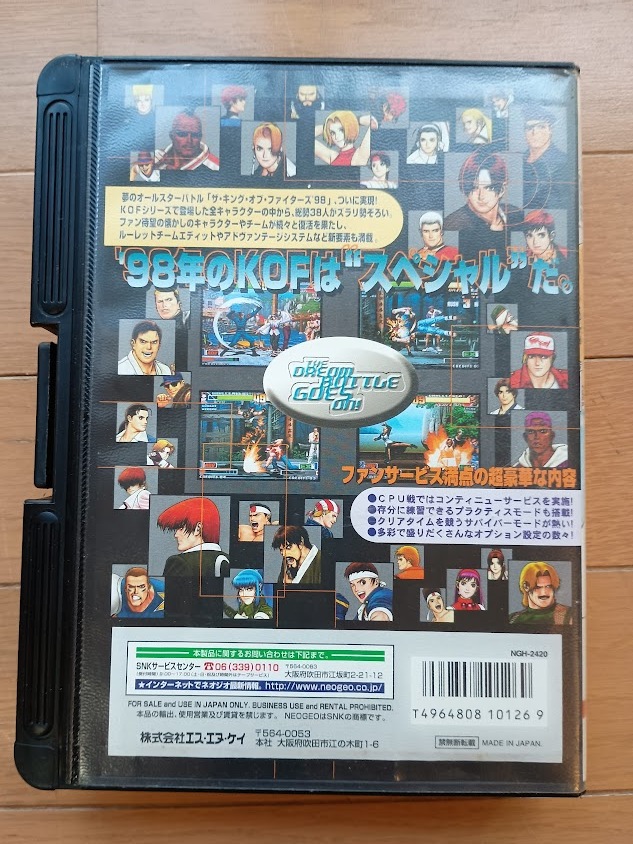 夢のオールスターバトル「ザ・キング・オブ・ファイターズ'98」、ついに実現!
KOFシリーズで登場した全キャラクターの中から、総勢38人がズラリ勢ぞろい。
ファン待望の懐かしのキャラクターやチームが続々と復活を果たし、
ルーレットチームエディットやアドヴァンテージシステムなど新要素も満載。
'98年のKOFは"スペシャル"だ。
THE
DREAM
BATTLE
GOES
ON!
ファンサービス満点の超豪華な内容
●CPU戦ではコンティニューサービスを実施!
●存分に練習できるプラクティスモードも搭載!
●クリアタイムを競うサバイバーモードが熱い!
●多彩で盛りだくさんなオプション設定の数々!
NGH-2420
本製品に関するお問い合わせは下記まで。
SNKサービスセンター ☎06(339)0110 〒564-0053
大阪府吹田市江坂町2-21-12
★インターネットでネオジオ最新情報。http://www.neogeo.co.jp/
FOR SALE and USE IN JAPAN ONLY. BUSINESS USE and RENTAL PROHIBITED.
本品の輸出、使用営業及び賃貸を禁じます。 NEOGEOはSNKの商標です。
株式会社エス・エヌ・ケイ 〒564-0053
本社 大阪府吹田市江の木町1-6
T4964808 10126 9
禁無断転載 MADE IN JAPAN